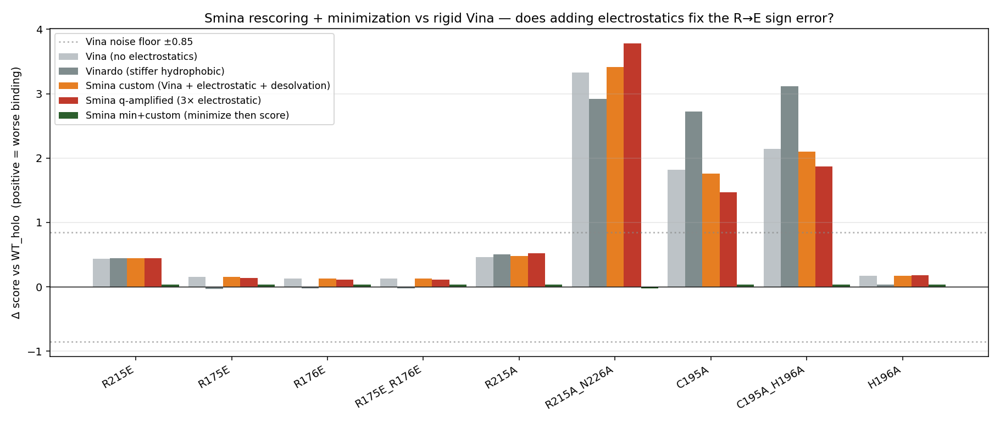 Smina rescoring + minimization vs rigid Vina — does adding electrostatics fix the R→E sign error?
Δ score vs WT_holo (positive = worse binding)
4
3
2
1
0
−1
Vina noise floor ±0.85
Vina (no electrostatics)
Vinardo (stiffer hydrophobic)
Smina custom (Vina + electrostatic + desolvation)
Smina q-amplified (3× electrostatic)
Smina min+custom (minimize then score)
R215E
R175E
R176E
R175E_R176E
R215A
R215A_N226A
C195A
C195A_H196A
H196A